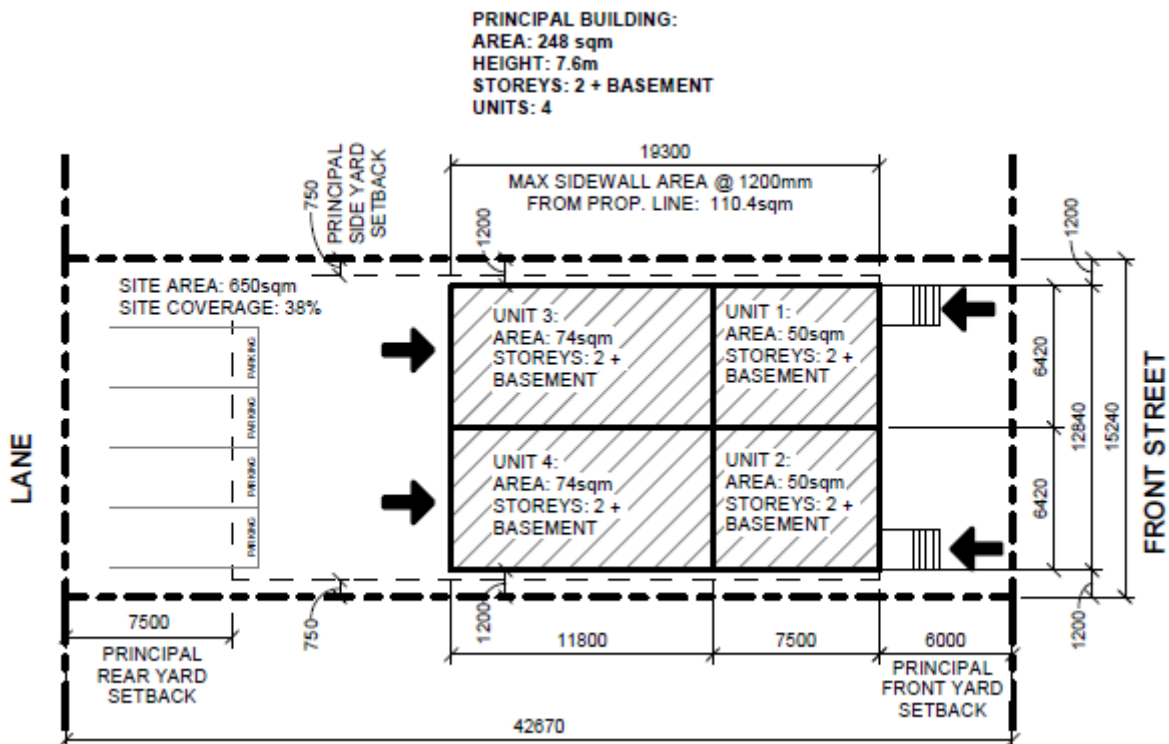 PRINCIPAL BUILDING:
AREA: 248 sqm
HEIGHT: 7.6m
STOREYS: 2 + BASEMENT
UNITS: 4
19300
MAX SIDEWALL AREA @ 1200mm
FROM PROP. LINE: 110.4sqm
750
PRINCIPAL
SIDE YARD
SETBACK
1200
1200
SITE AREA: 650sqm
SITE COVERAGE: 38%
UNIT 3:
AREA: 74sqm
STOREYS: 2 +
BASEMENT
UNIT 1:
AREA: 50sqm
STOREYS: 2 +
BASEMENT
PARKING
PARKING
PARKING
PARKING
LANE
UNIT 4:
AREA: 74sqm
STOREYS: 2 +
BASEMENT
UNIT 2:
AREA: 50sqm
STOREYS: 2 +
BASEMENT
6420
6420
12840
15240
FRONT STREET
7500
PRINCIPAL
REAR YARD
SETBACK
750
1200
11800
7500
6000
PRINCIPAL
FRONT YARD
SETBACK
1200
42670